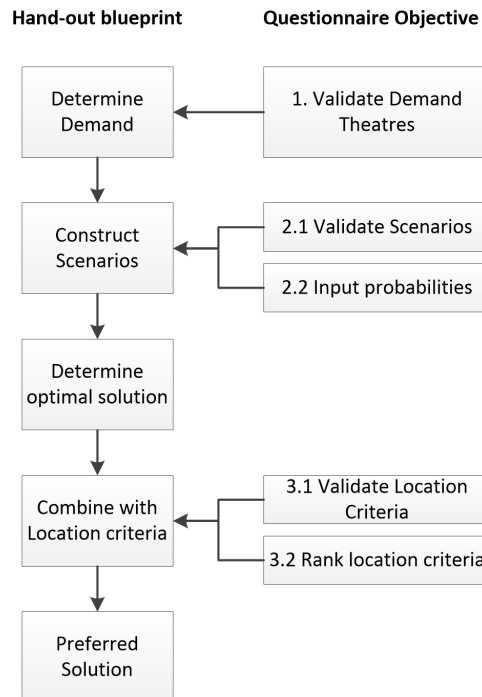 Hand-out blueprint
Questionnaire Objective
Determine
Demand
1. Validate Demand
Theatres
Construct
Scenarios
2.1 Validate Scenarios
2.2 Input probabilities
Determine
optimal solution
Combine with
Location criteria
3.1 Validate Location
Criteria
3.2 Rank location criteria
Preferred
Solution